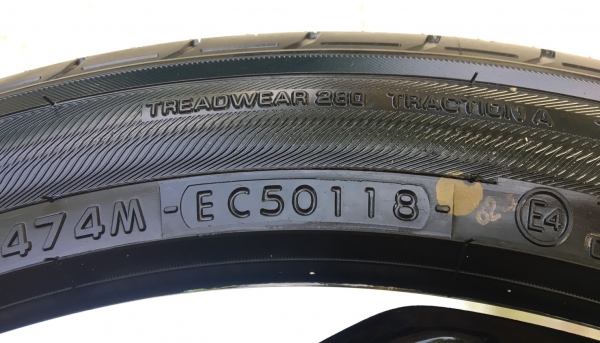 TREADWEAR 280 TRACTION A
474M -EC50118- E4